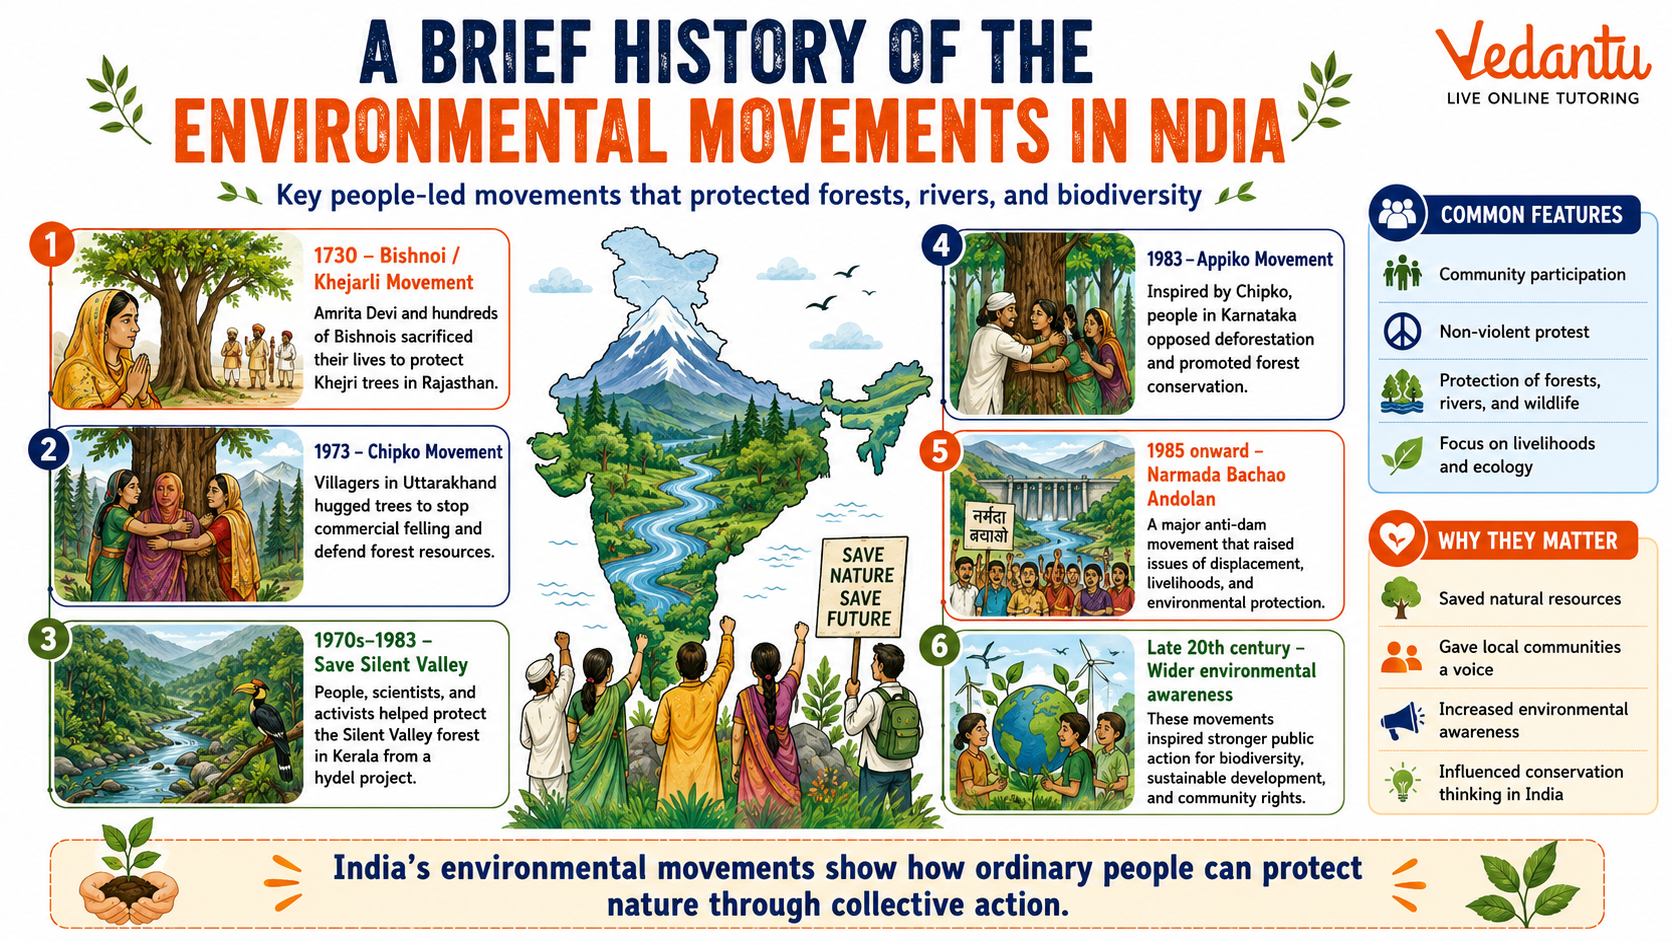 A BRIEF HISTORY OF THE
ENVIRONMENTAL MOVEMENTS IN NDIA
Key people-led movements that protected forests, rivers, and biodiversity
Vedantu
LIVE ONLINE TUTORING
1
1730 – Bishnoi /
Khejarli Movement
Amrita Devi and hundreds
of Bishnois sacrificed
their lives to protect
Khejri trees in Rajasthan.
2
1973 – Chipko Movement
Villagers in Uttarakhand
hugged trees to stop
commercial felling and
defend forest resources.
3
1970s–1983 –
Save Silent Valley
People, scientists, and
activists helped protect
the Silent Valley forest
in Kerala from a
hydel project.
SAVE
NATURE
SAVE
FUTURE
4
1983 – Appiko Movement
Inspired by Chipko,
people in Karnataka
opposed deforestation
and promoted forest
conservation.
5
1985 onward –
Narmada Bachao
Andolan
A major anti-dam
movement that raised
issues of displacement,
livelihoods, and
environmental protection.
नर्मदा
बयाओ
6
Late 20th century –
Wider environmental
awareness
These movements
inspired stronger public
action for biodiversity,
sustainable development,
and community rights.
COMMON FEATURES
Community participation
Non-violent protest
Protection of forests,
rivers, and wildlife
Focus on livelihoods
and ecology
WHY THEY MATTER
Saved natural resources
Gave local communities
a voice
Increased environmental
awareness
Influenced conservation
thinking in India
India's environmental movements show how ordinary people can protect
nature through collective action.